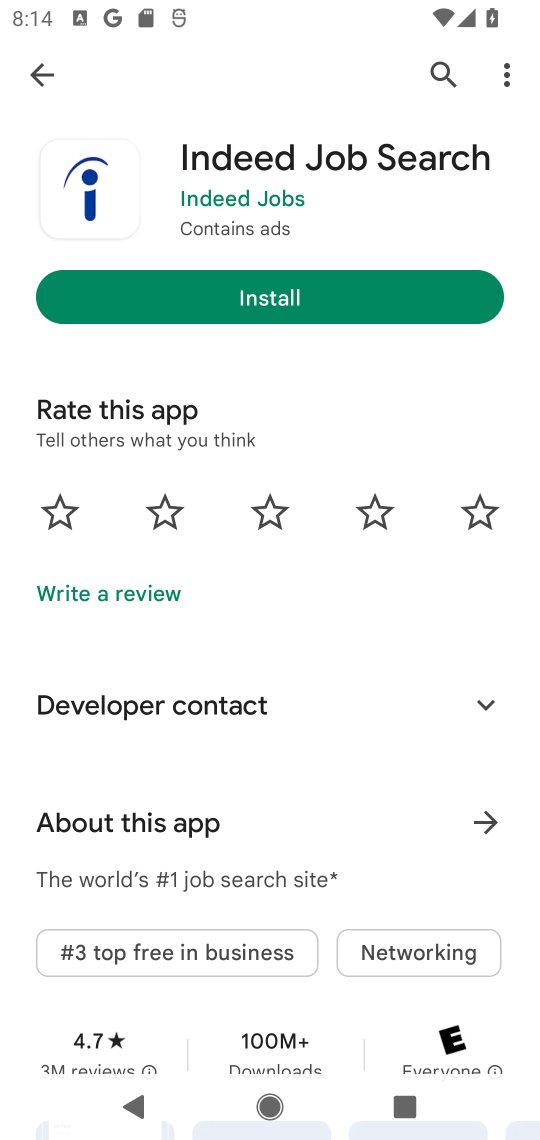 8:14
Indeed Job Search
Indeed Jobs
Contains ads
Install
Rate this app
Tell others what you think
Write a review
Developer contact
About this app
The world's #1 job search site*
#3 top free in business
Networking
4.7★ 100M+
3M reviews Downloads Everyone